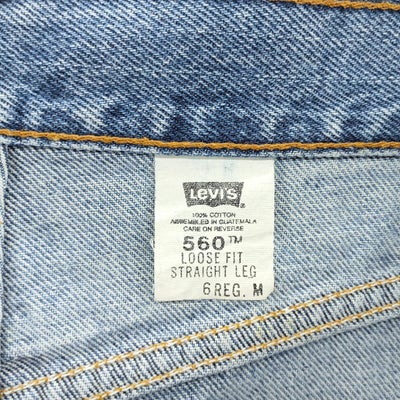 LEVI'S
100% COTTON
ASSEMBLED IN GUATEMALA
CARE ON REVERSE
560™
LOOSE FIT
STRAIGHT LEG
6 REG. M